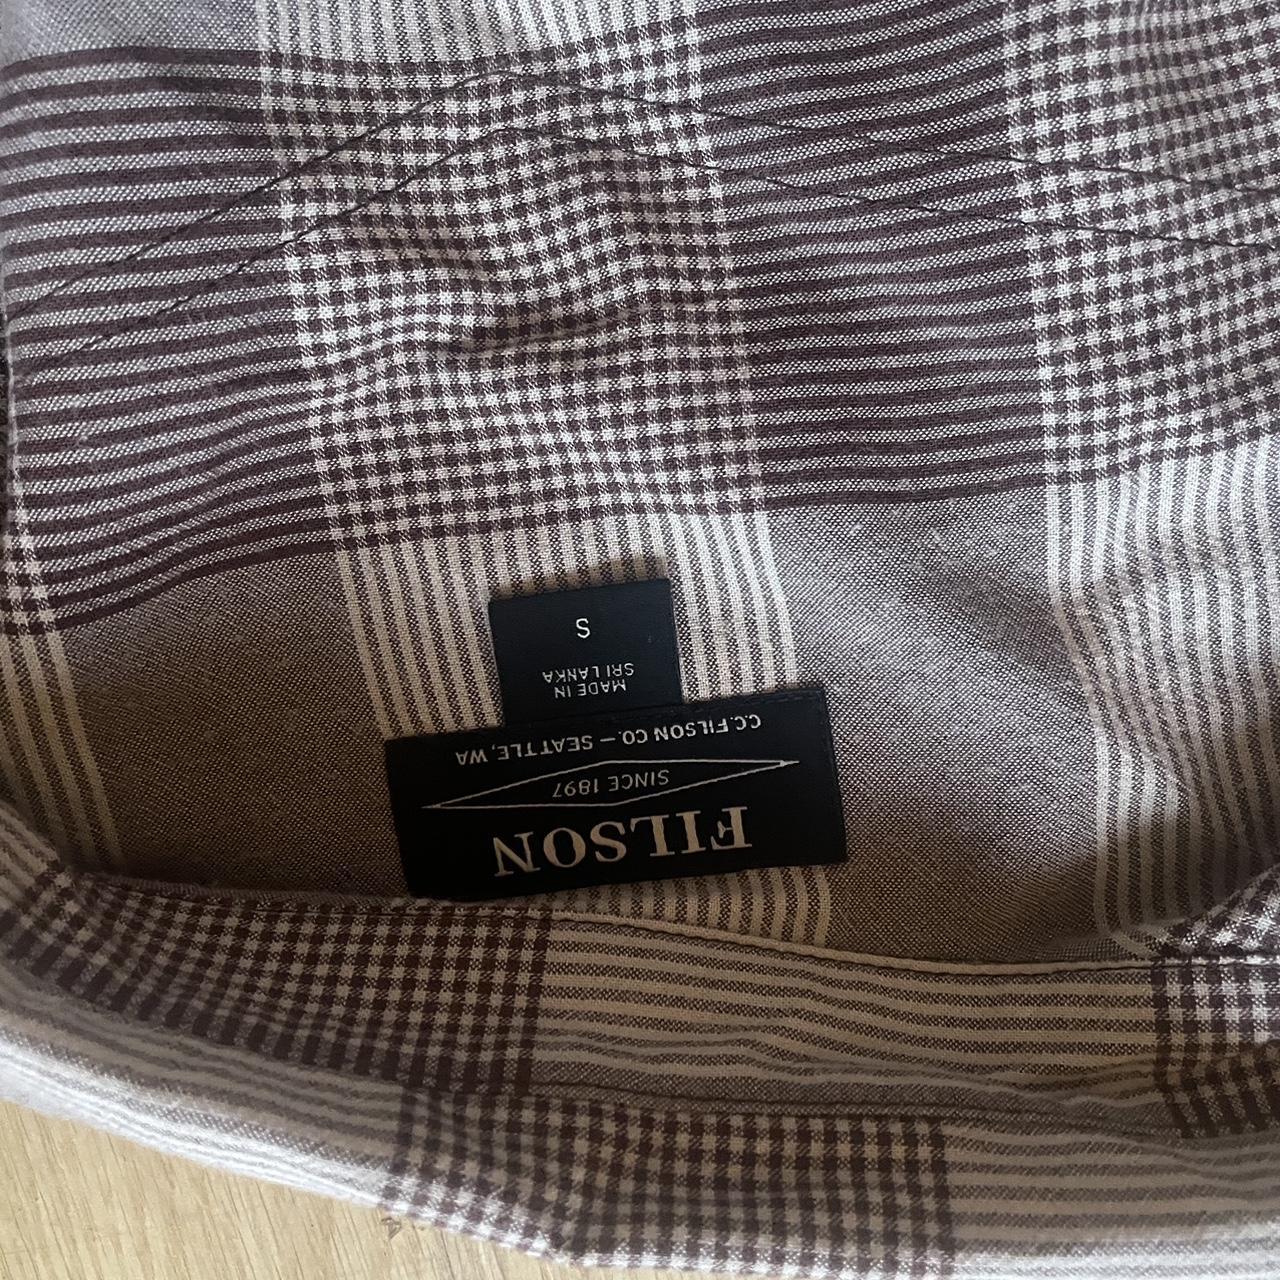 FILSON
SINCE 1897
C.C. FILSON CO. — SEATTLE, WA
MADE IN
SRI LANKA
S